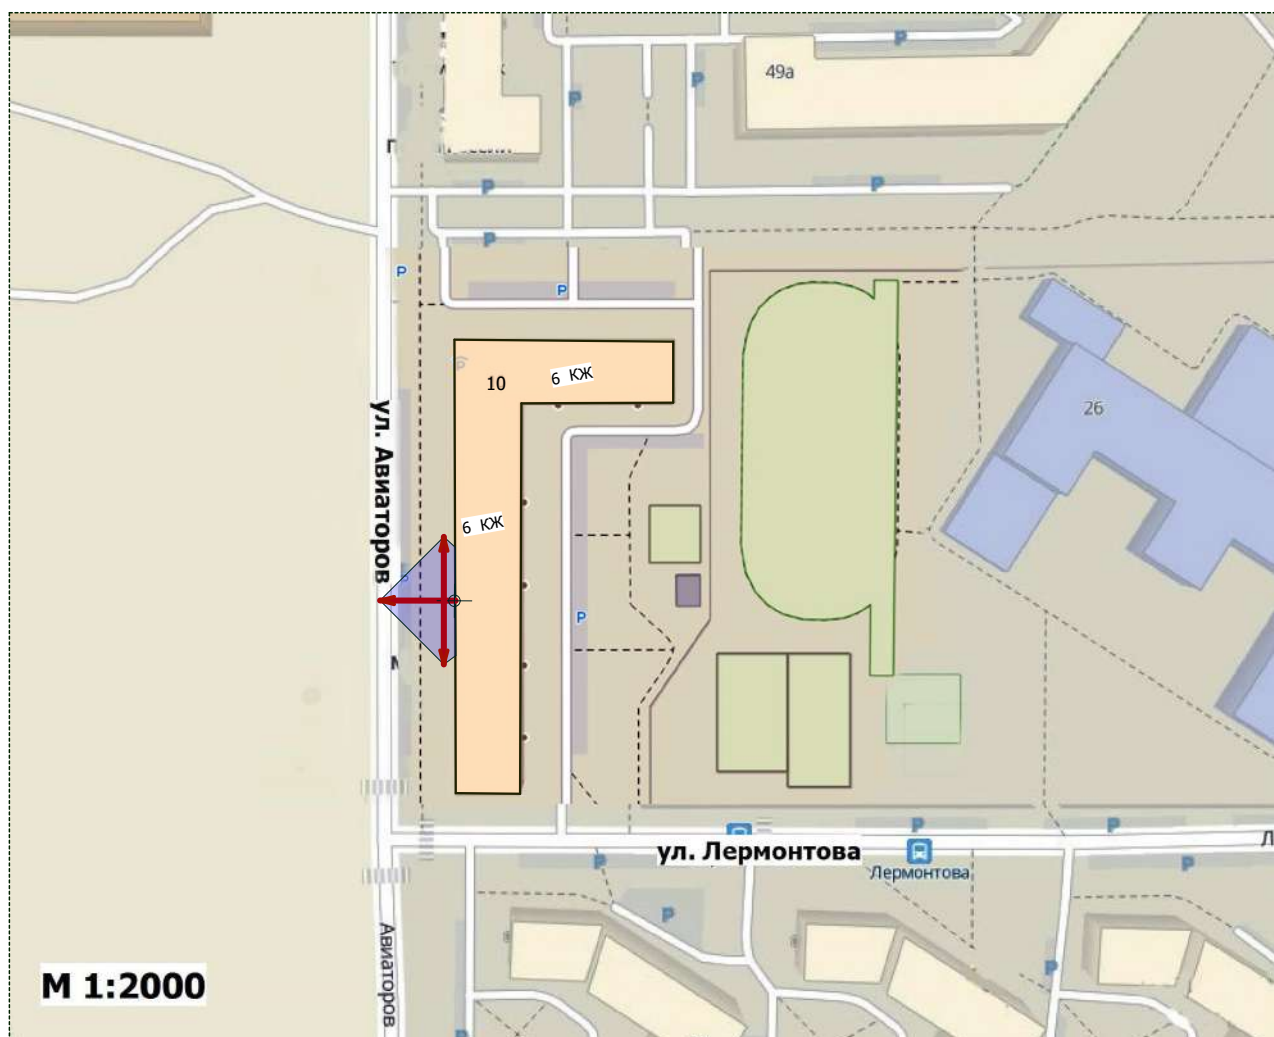 P
49а
P
P
P
P
P
P
P
P
10
6 КЖ
26
ул. Авиаторов
6 КЖ
P
P
P
P
ул. Лермонтова
P
P
P
Лермонтова
P
Авиаторов
P
М 1:2000
P